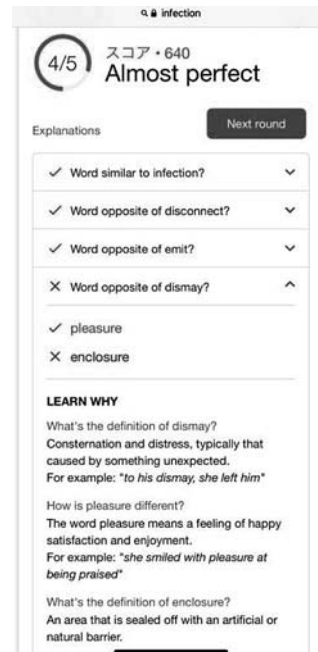 infection
4/5
スコア・640
Almost perfect
Explanations
Next round
Word similar to infection?
Word opposite of disconnect?
Word opposite of emit?
Word opposite of dismay?
pleasure
enclosure
LEARN WHY
What's the definition of dismay?
Consternation and distress, typically that
caused by something unexpected.
For example: "to his dismay, she left him"
How is pleasure different?
The word pleasure means a feeling of happy
satisfaction and enjoyment.
For example: "she smiled with pleasure at
being praised"
What's the definition of enclosure?
An area that is sealed off with an artificial or
natural barrier.